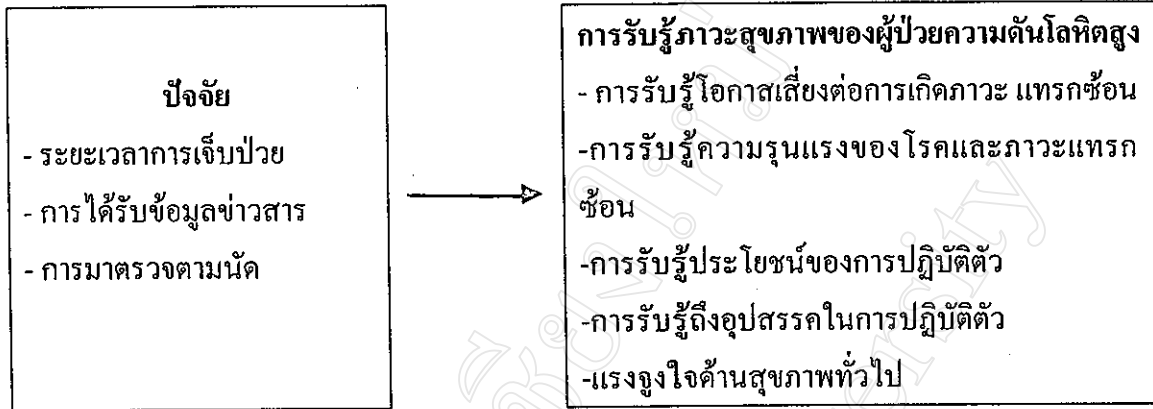 ปัจจัย
- ระยะเวลาการเจ็บป่วย
- การได้รับข้อมูลข่าวสาร
- การมาตรวจตามนัด
การรับรู้ภาวะสุขภาพของผู้ป่วยความดันโลหิตสูง
- การรับรู้โอกาสเสี่ยงต่อการเกิดภาวะ แทรกซ้อน
-การรับรู้ความรุนแรงของโรคและภาวะแทรก
ซ้อน
-การรับรู้ประโยชน์ของการปฏิบัติตัว
-การรับรู้ถึงอุปสรรคในการปฏิบัติตัว
-แรงจูงใจด้านสุขภาพทั่วไป